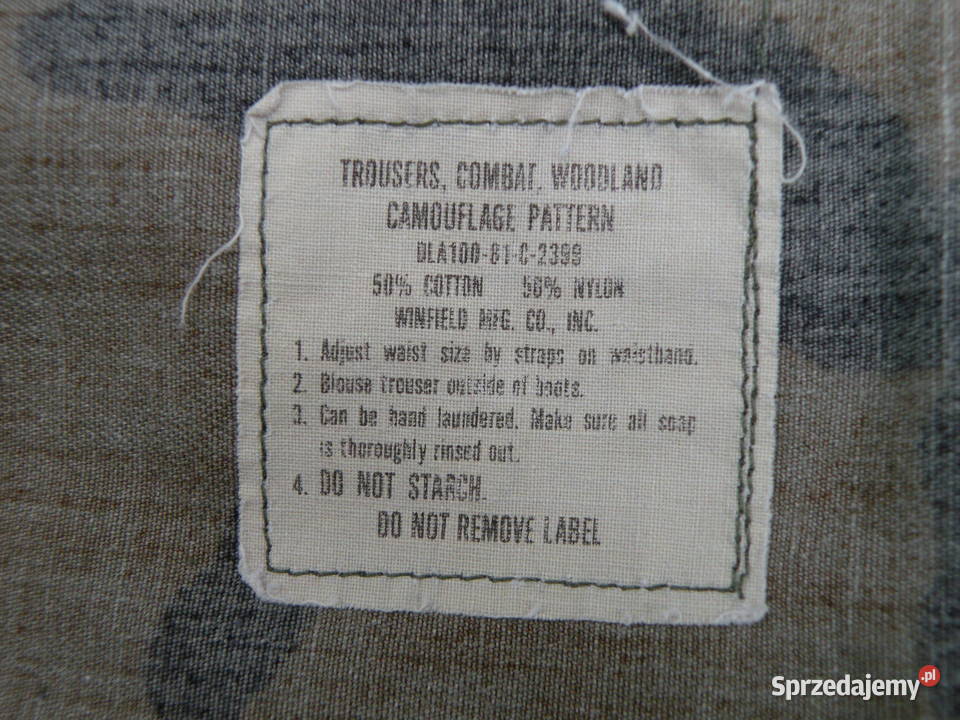 TROUSERS, COMBAT, WOODLAND
CAMOUFLAGE PATTERN
DLA100-81-C-2399
50% COTTON 50% NYLON
WINFIELD MFG. CO., INC.
1. Adjust waist size by straps on waistband.
2. Blouse trouser outside of boots.
3. Can be hand laundered. Make sure all soap
is thoroughly rinsed out.
4. DO NOT STARCH.
DO NOT REMOVE LABEL
Sprzedajemy.pl